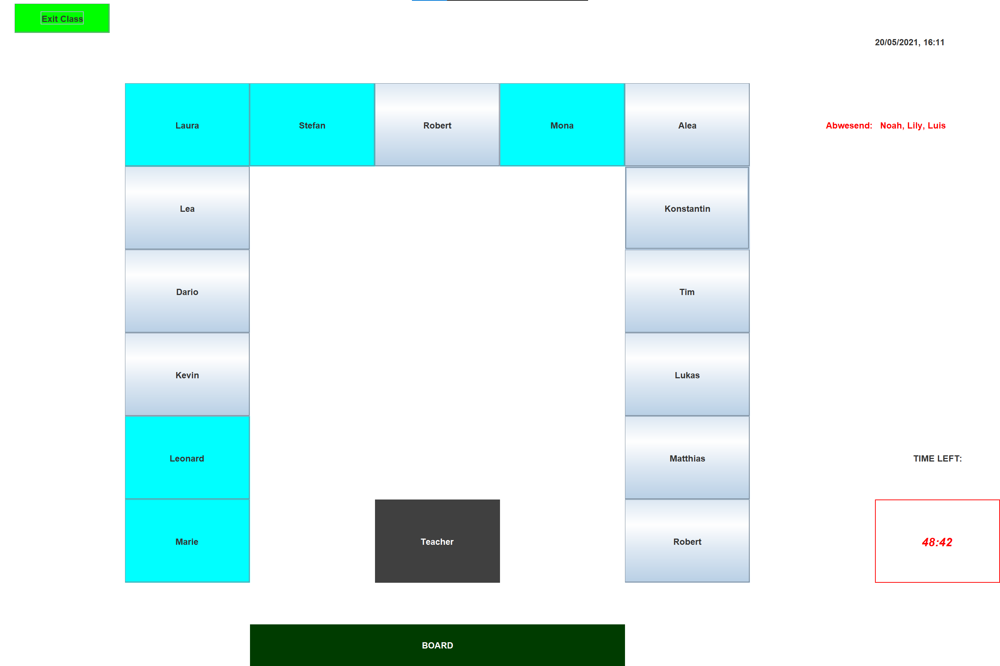 Exit Class
20/05/2021, 16:11
Laura
Stefan
Robert
Mona
Alea
Abwesend: Noah, Lily, Luis
Lea
Konstantin
Dario
Tim
Kevin
Lukas
Leonard
Matthias
TIME LEFT:
Marie
Teacher
Robert
48:42
BOARD